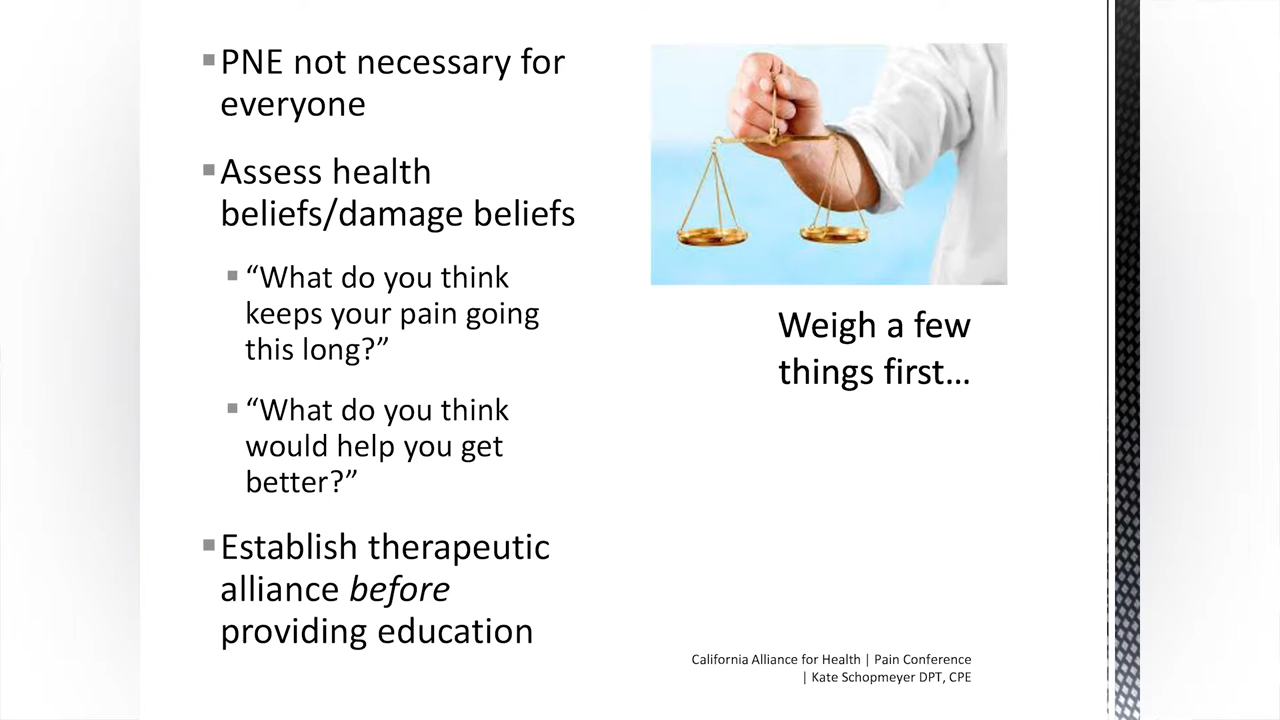 ▪PNE not necessary for
everyone
▪Assess health
beliefs/damage beliefs
▪“What do you think
keeps your pain going
this long?”
▪“What do you think
would help you get
better?”
▪Establish therapeutic
alliance before
providing education
Weigh a few
things first…
California Alliance for Health | Pain Conference
| Kate Schopmeyer DPT, CPE